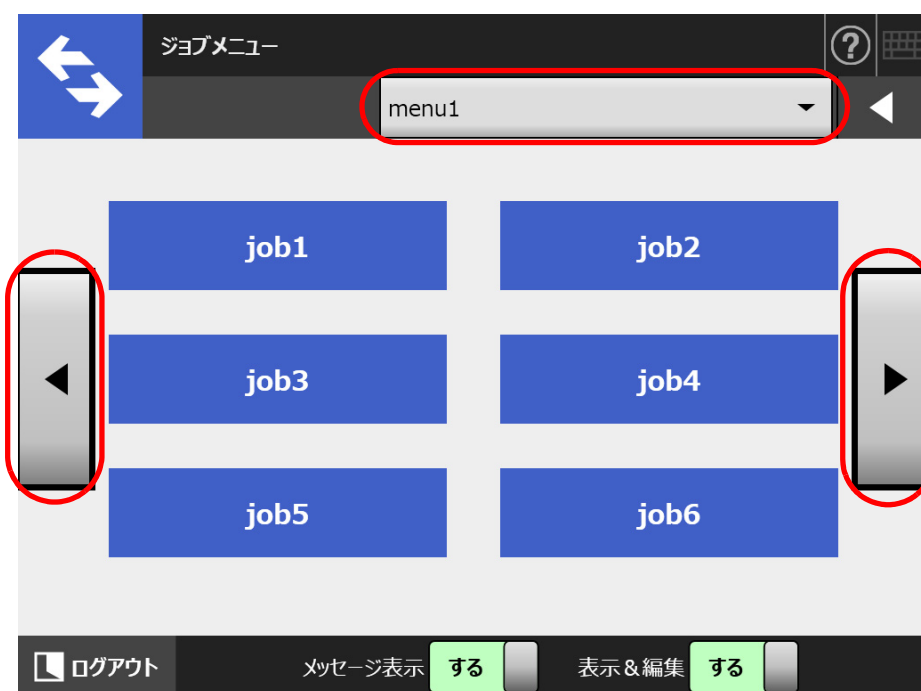 ジョブメニュー
menu1
job1 job2
job3 job4
job5 job6
ログアウト メッセージ表示 する 表示&編集 する